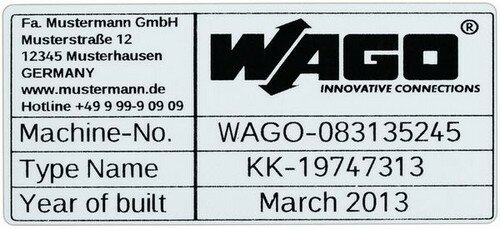 Fa. Mustermann GmbH
Musterstraße 12
12345 Musterhausen
GERMANY
www.mustermann.de
Hotline +49 9 99-9 09 09
WAGO®
INNOVATIVE CONNECTIONS
Machine-No. WAGO-083135245
Type Name KK-19747313
Year of built March 2013